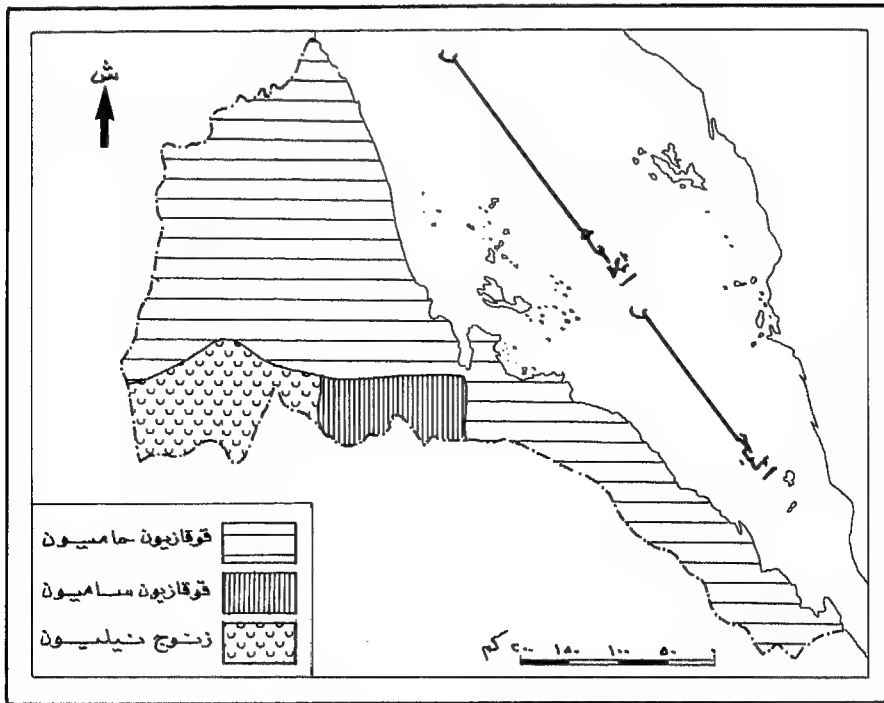 ش
البحر
الأحمر
قوقازيون حاميون
قوقازيون ساميون
زنوج نيليون
٠ ٥٠ ١٠٠ ١٥٠ ٢٠٠ كم